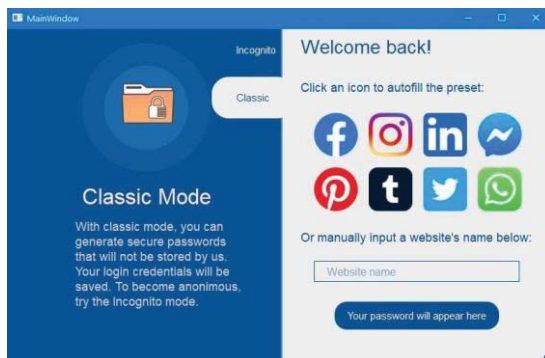 MainWindow
Incognito
Classic
Classic Mode
With classic mode, you can
generate secure passwords
that will not be stored by us.
Your login credentials will be
saved. To become anonimous,
try the Incognito mode.
Welcome back!
Click an icon to autofill the preset:
Or manually input a website's name below:
Website name
Your password will appear here